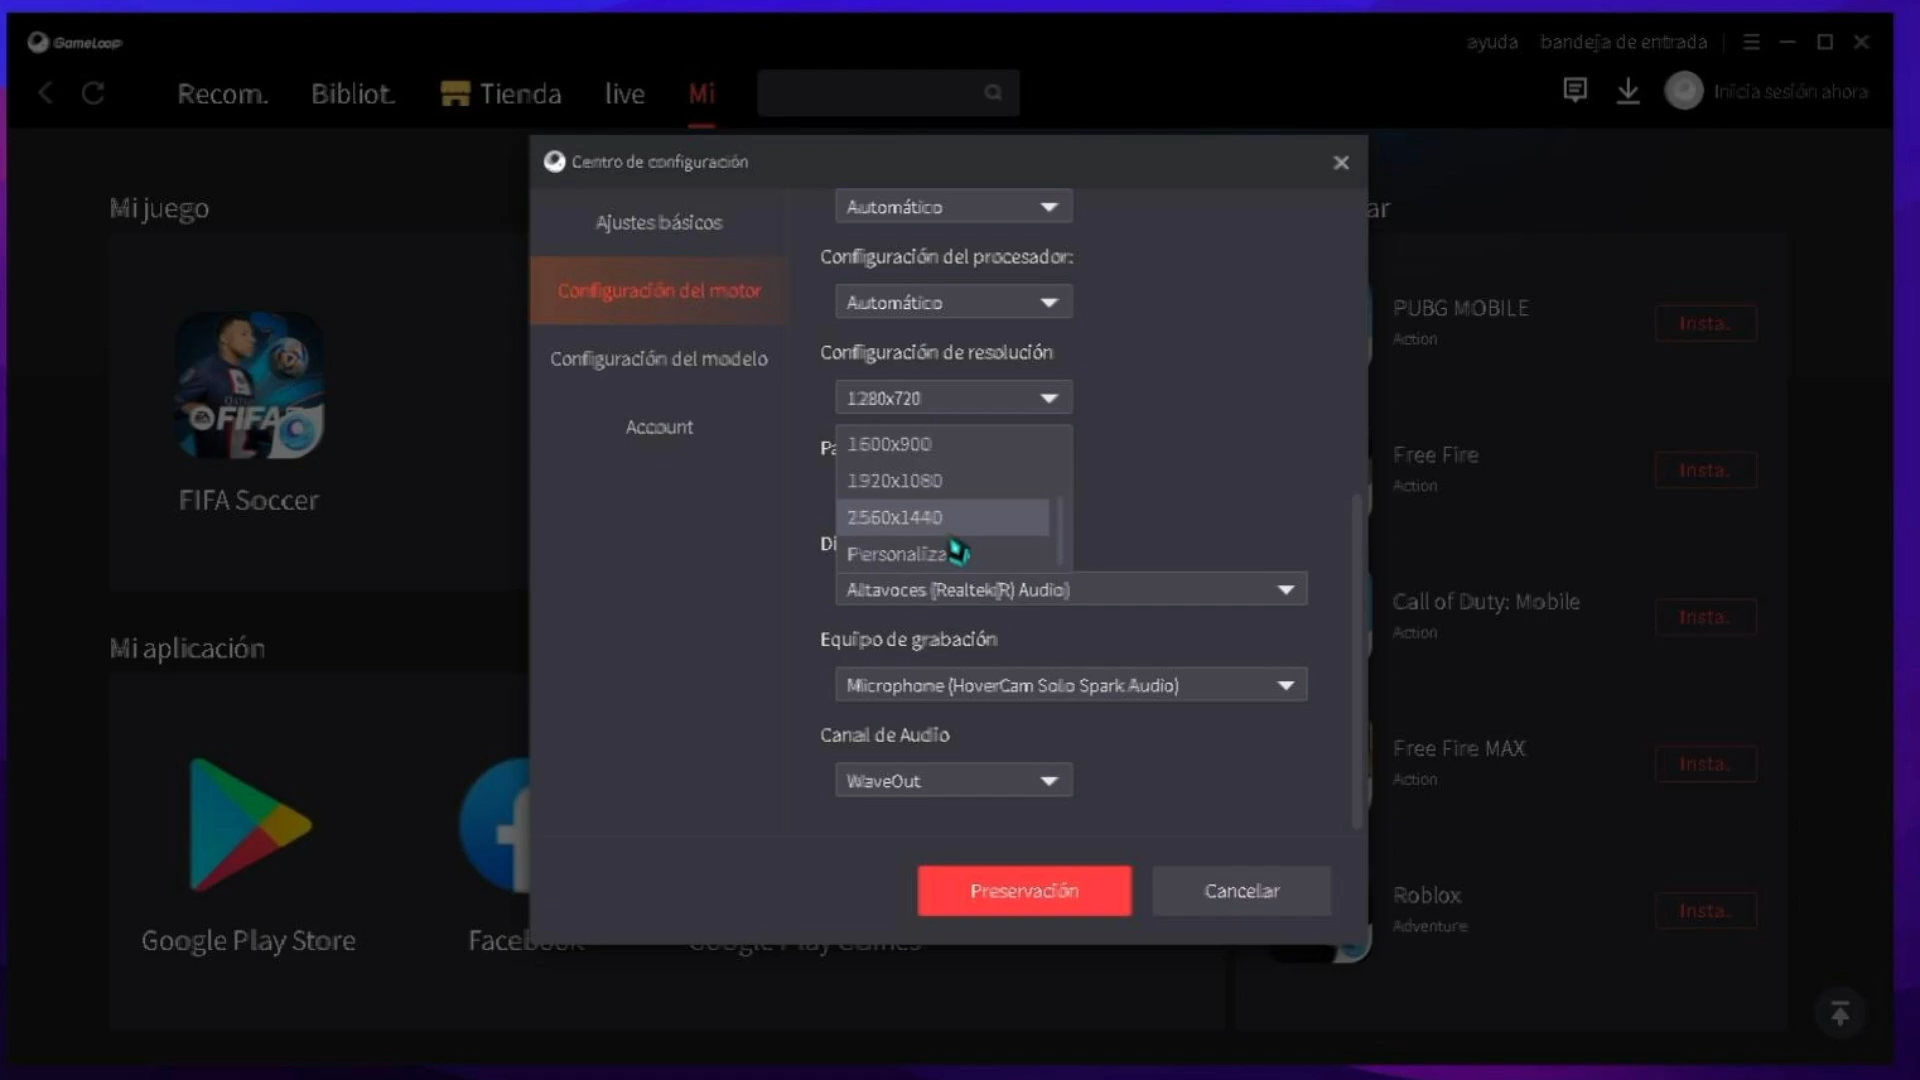 GameLoop
ayuda bandeja de entrada
Recom. Bibliot. Tienda live Mi
Inicia sesión ahora
Centro de configuración
Mi juego
FIFA Soccer
Mi aplicación
Google Play Store
Ajustes básicos
Configuración del motor
Configuración del modelo
Account
Automático
Configuración del procesador:
Automático
Configuración de resolución
1280x720
1600x900
1920x1080
2560x1440
Personaliza
Altavoces (Realtek(R) Audio)
Equipo de grabación
Microphone (HoverCam Solo Spark Audio)
Canal de Audio
WaveOut
Preservación Cancelar
PUBG MOBILE
Action
Insta.
Free Fire
Action
Insta.
Call of Duty: Mobile
Action
Insta.
Free Fire MAX
Action
Insta.
Roblox
Adventure
Insta.